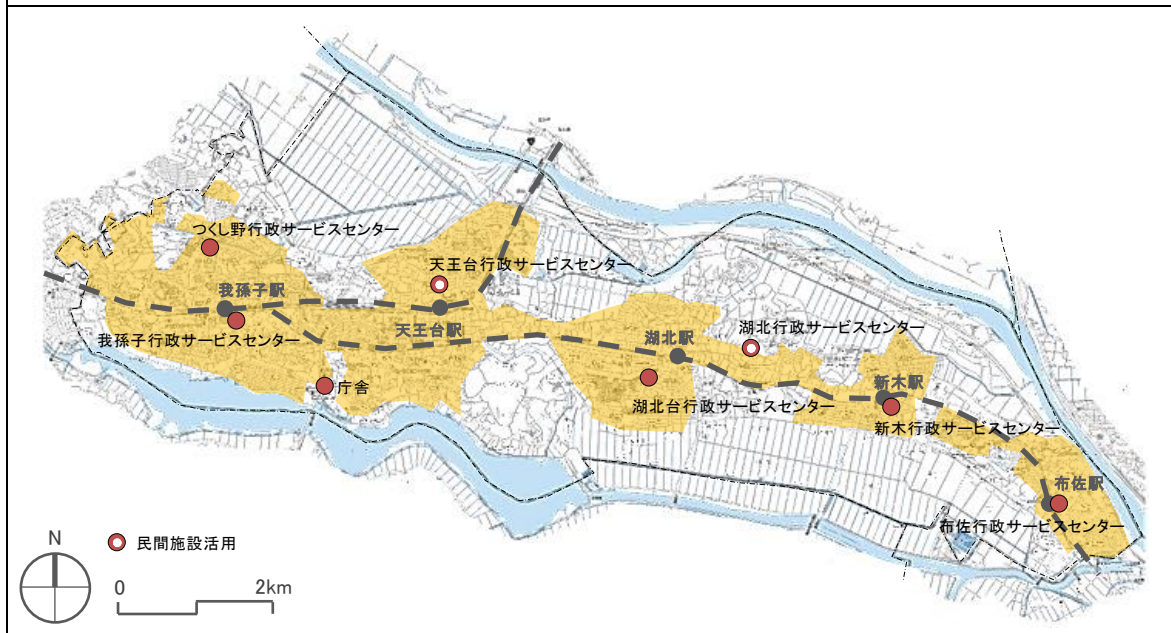 つくし野行政サービスセンター
天王台行政サービスセンター
我孫子駅
天王台駅
我孫子行政サービスセンター
湖北駅
湖北行政サービスセンター
庁舎
湖北台行政サービスセンター
新木駅
新木行政サービスセンター
布佐駅
布佐行政サービスセンター
N
民間施設活用
0
2km